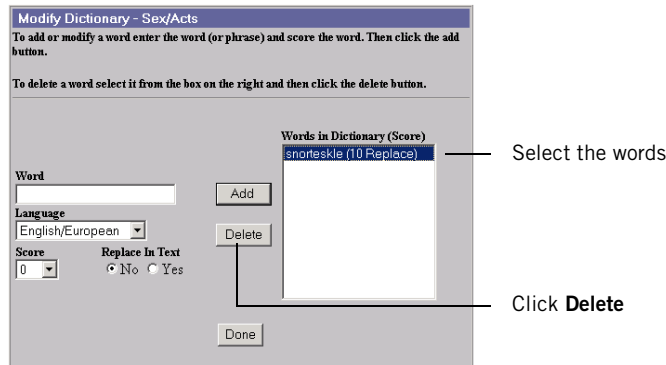 Modify Dictionary - Sex/Acts
To add or modify a word enter the word (or phrase) and score the word. Then click the add
button.
To delete a word select it from the box on the right and then click the delete button.
Words in Dictionary (Score)
snorteskle (10 Replace)
Select the words
Word
Add
Language
English/European
Delete
Score Replace In Text
0 No Yes
Click Delete
Done